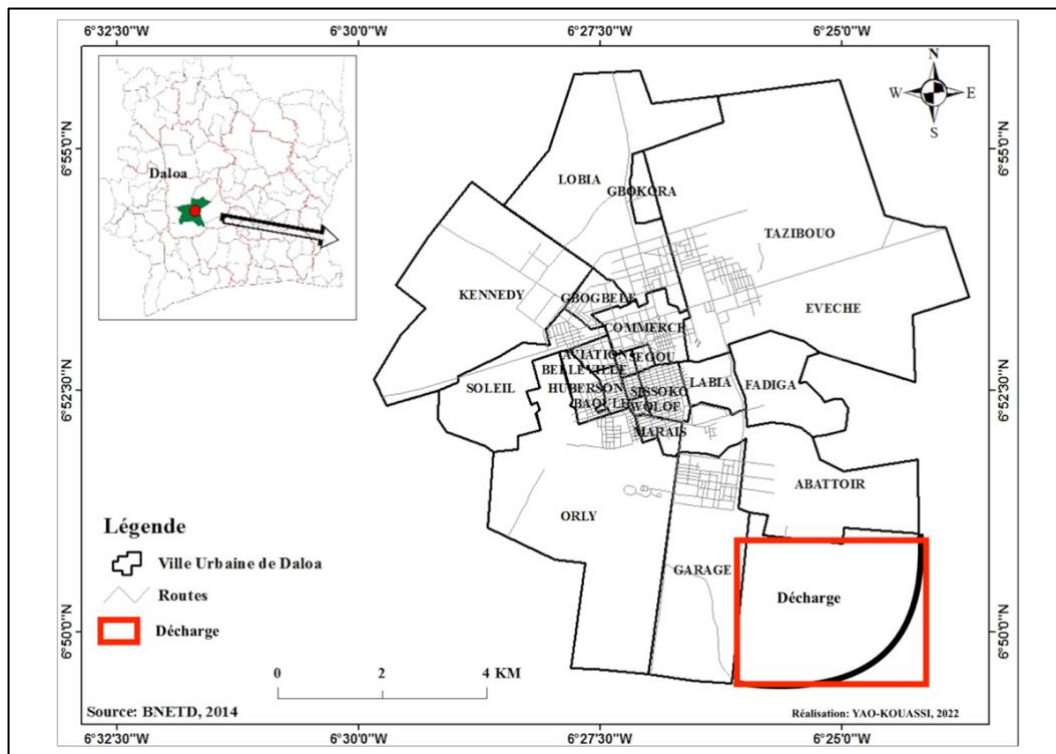 6°32'30"W 6°30'0"W 6°27'30"W 6°25'0"W
N
W E
S
6°55'0"N 6°55'0"N
Daloa
LOBIA
GBOKORA
TAZIBOUO
KENNEDY
GBOGBELE
EVECHE
COMMERCE
AVIATION
SEGOU
BELLEVILLE
SOLEIL
HUBERSON
SISSOKO
LABIA
FADIGA
6°52'30"N 6°52'30"N
BAOULE
WOLOF
MARAIS
ABATTOIR
ORLY
Légende
Ville Urbaine de Daloa
GARAGE
Routes
Décharge
Décharge
6°50'0"N 6°50'0"N
0 2 4 KM
Source: BNETD, 2014
Réalisation: YAO-KOUASSI, 2022
6°32'30"W 6°30'0"W 6°27'30"W 6°25'0"W